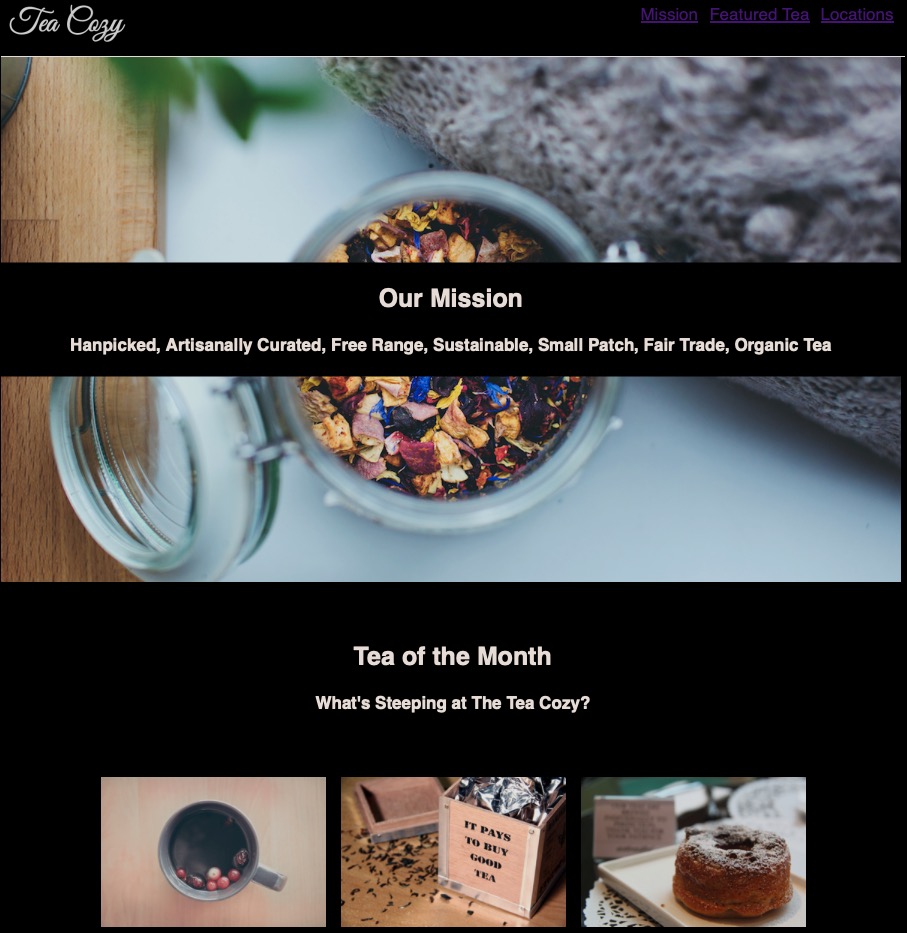 Tea Cozy
Mission Featured Tea Locations
Our Mission
Hanpicked, Artisanally Curated, Free Range, Sustainable, Small Patch, Fair Trade, Organic Tea
Tea of the Month
What's Steeping at The Tea Cozy?
IT PAYS
TO BUY
GOOD
TEA